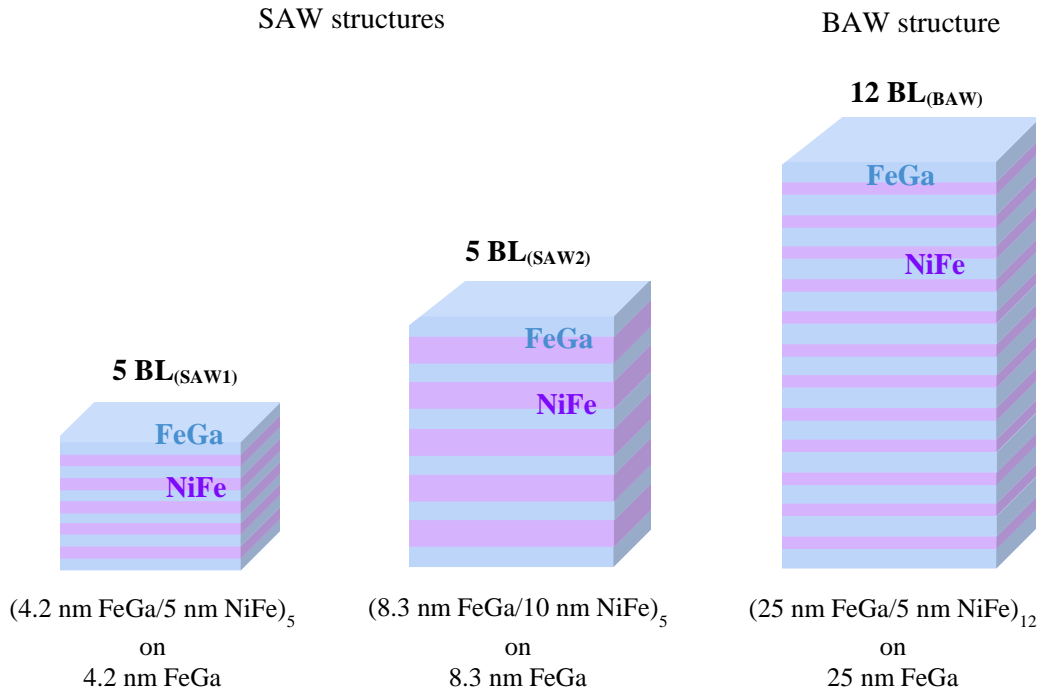 SAW structures
BAW structure
12 BL(BAW)
FeGa
NiFe
5 BL(SAW2)
FeGa
NiFe
5 BL(SAW1)
FeGa
NiFe
(4.2 nm FeGa/5 nm NiFe)5
on
4.2 nm FeGa
(8.3 nm FeGa/10 nm NiFe)5
on
8.3 nm FeGa
(25 nm FeGa/5 nm NiFe)12
on
25 nm FeGa